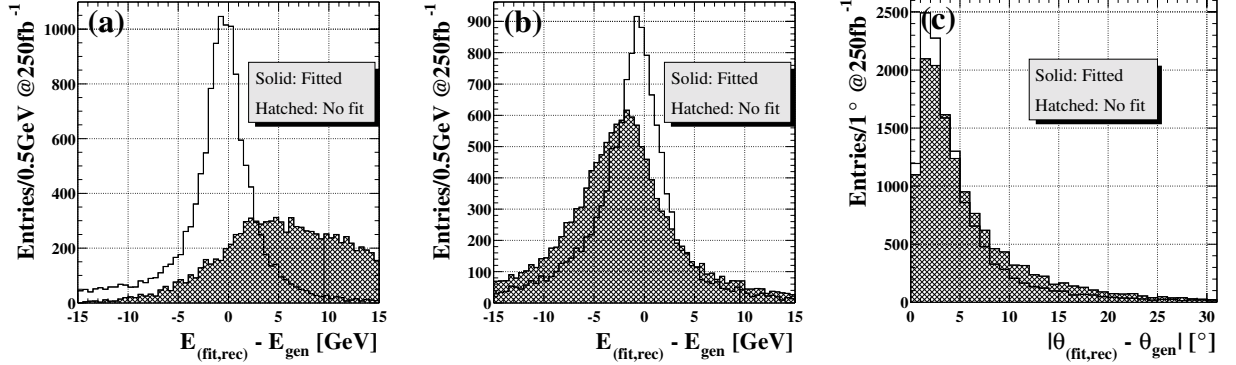 (a)
Entries/0.5GeV @250fb⁻¹
1000
800
600
400
200
0
Solid: Fitted
Hatched: No fit
-15 -10 -5 0 5 10 15
E(fit,rec) - Egen [GeV]
(b)
Entries/0.5GeV @250fb⁻¹
900
800
700
600
500
400
300
200
100
0
Solid: Fitted
Hatched: No fit
-15 -10 -5 0 5 10 15
E(fit,rec) - Egen [GeV]
(c)
Entries/1° @250fb⁻¹
2500
2000
1500
1000
500
0
Solid: Fitted
Hatched: No fit
0 5 10 15 20 25 30
|θ(fit,rec) - θgen| [°]